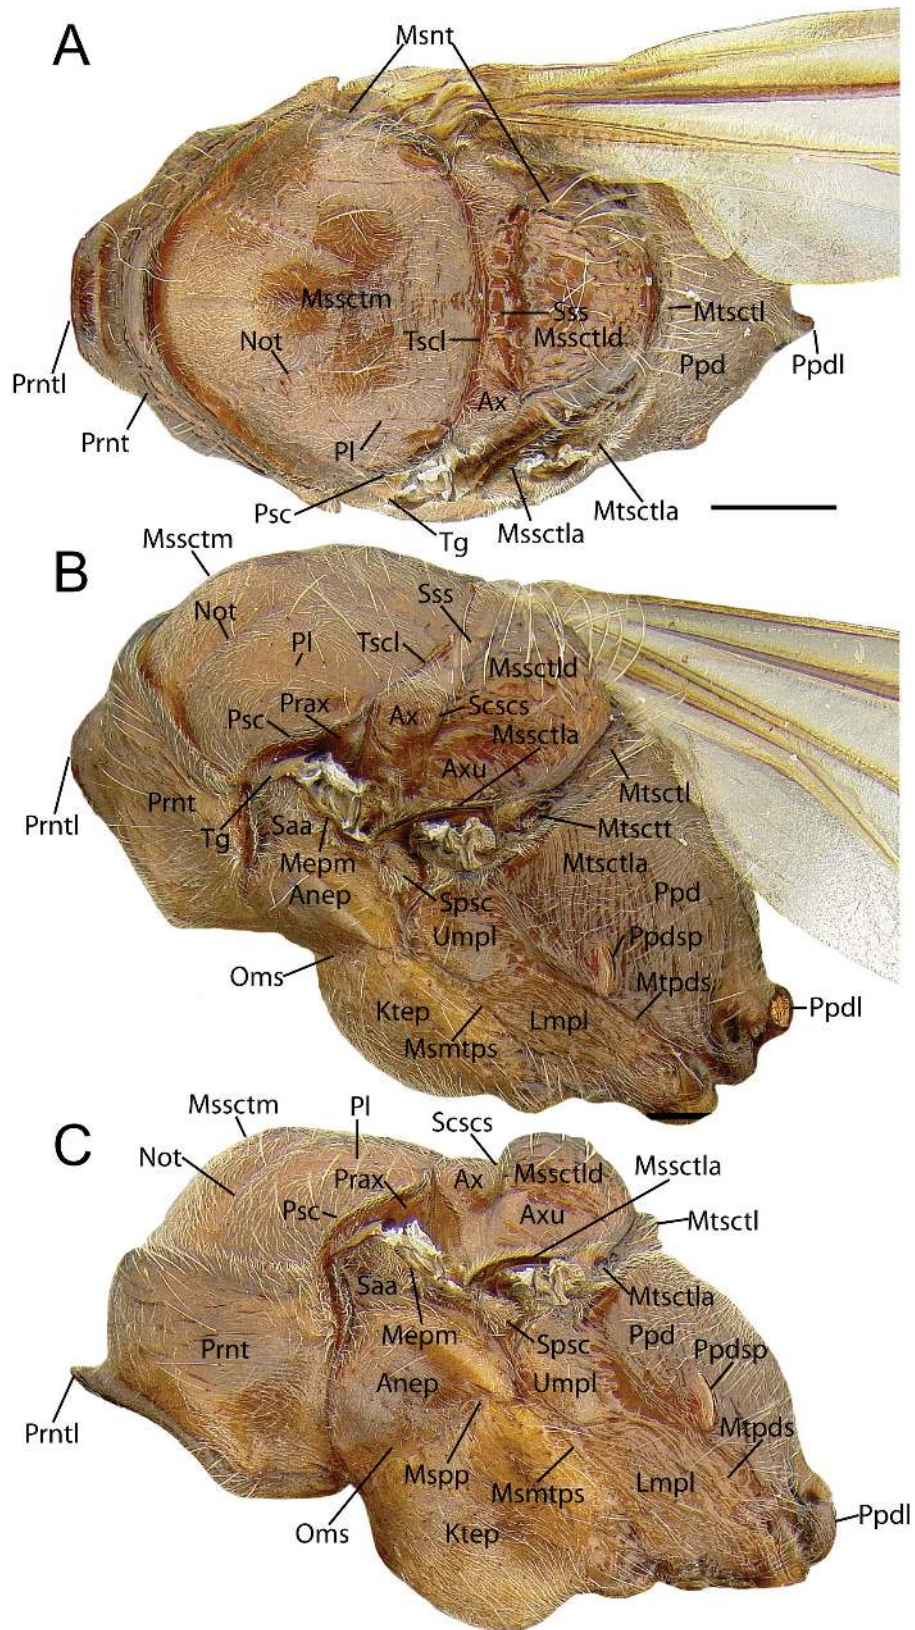 A
Msnt
Mssctm
Sss
Mtsctl
Not
Tscl
Mssctld
Prntl
Ppd
Ppdl
Ax
Prnt
Pl
Psc
Mtsctla
Tg
Mssctla
Mssctm
B
Sss
Not
Pl
Tscl
Mssctld
Prax
Ax
Scscs
Psc
Mssctla
Axu
Prnt
Mtsctl
Prntl
Tg
Saa
Mtsctt
Mepm
Mtsctla
Anep
Spsc
Ppd
Umpl
Ppdsp
Oms
Mtpds
Ktep
Lmpl
Ppdl
Msmtps
Mssctm
Pl
Scscs
C
Not
Prax
Ax
Mssctld
Mssctla
Psc
Axu
Mtsctl
Saa
Mtsctla
Prnt
Mepm
Spsc
Ppd
Ppdsp
Anep
Umpl
Prntl
Mtpds
Mspp
Lmpl
Msmtps
Oms
Ktep
Ppdl